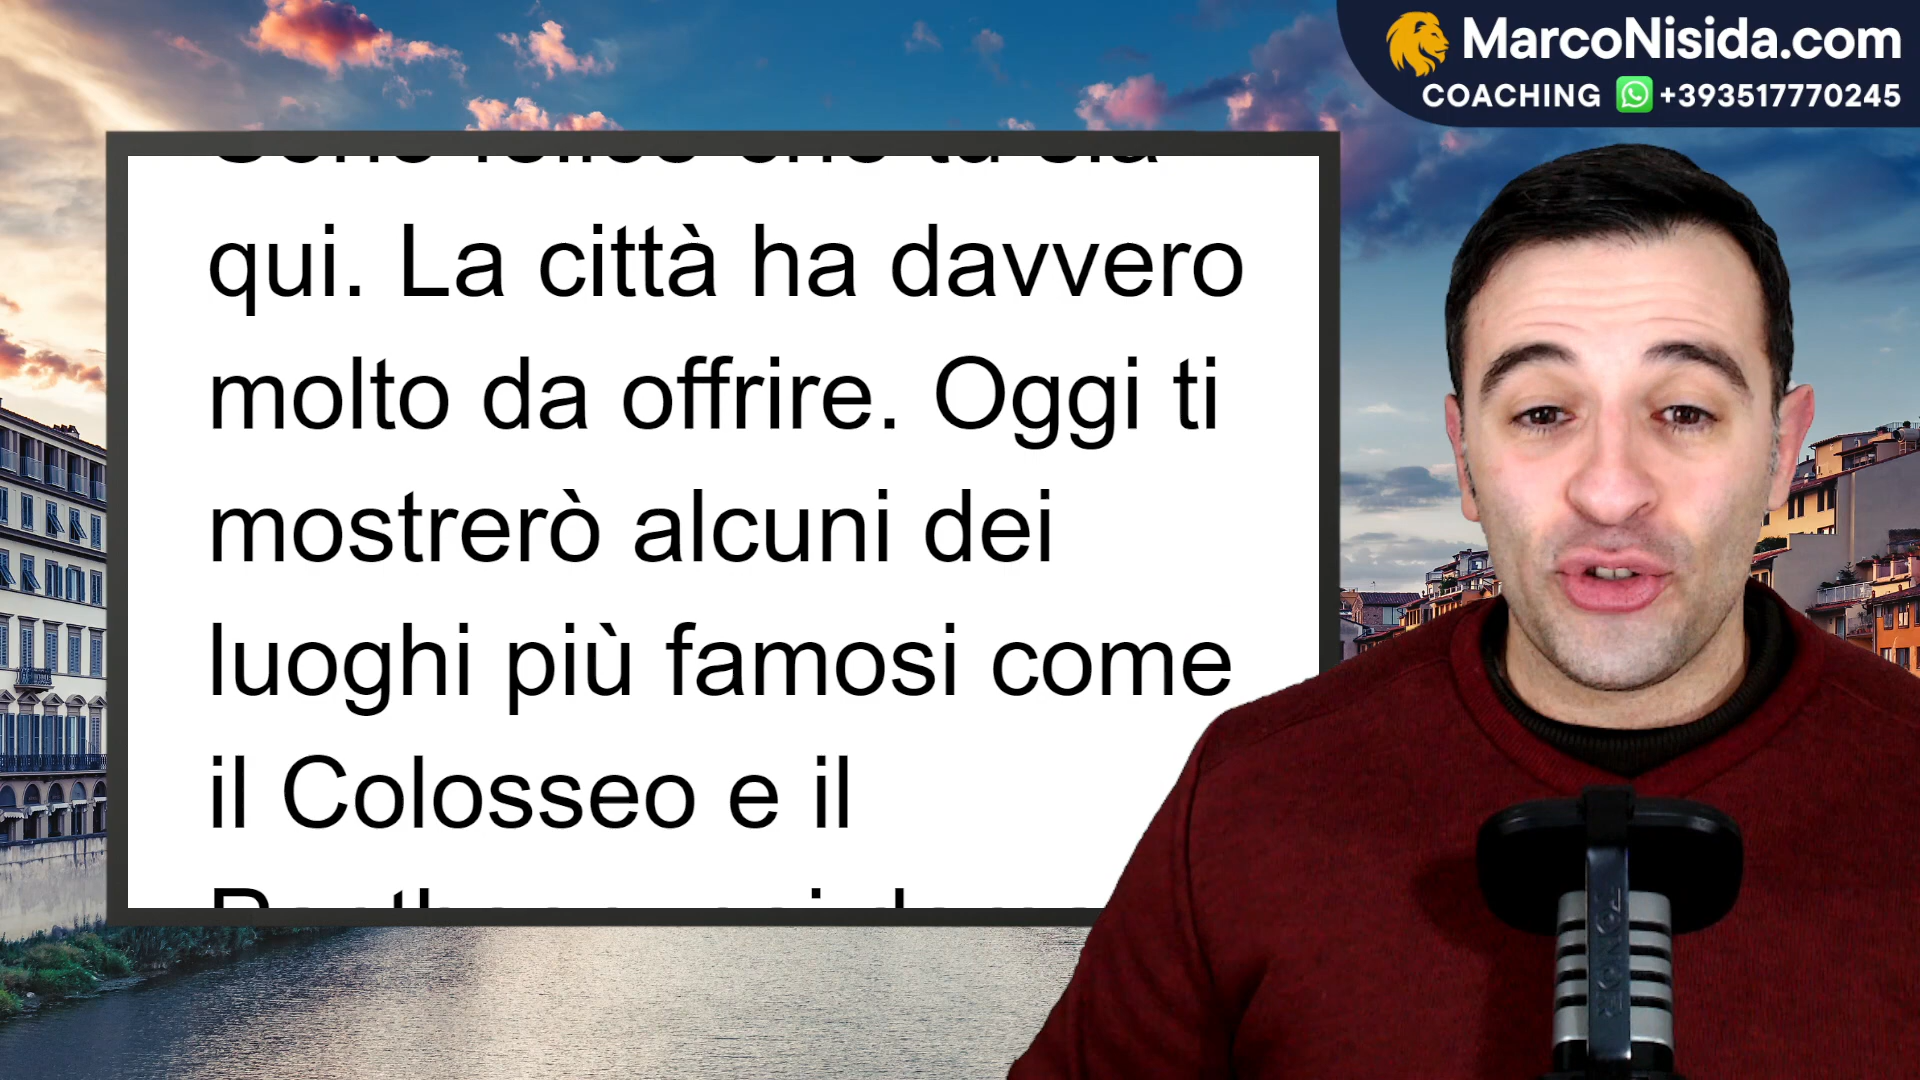 MarcoNisida.com
COACHING +393517770245
qui. La città ha davvero
molto da offrire. Oggi ti
mostrerò alcuni dei
luoghi più famosi come
il Colosseo e il